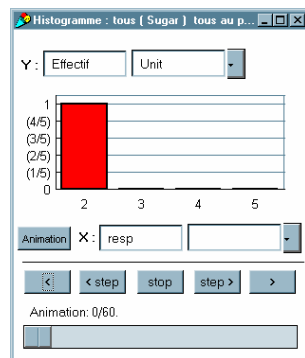 Histogramme : tous ( Sugar ) tous au p...
Y : Effectif Unit
1
(4/5)
(3/5)
(2/5)
(1/5)
0
2 3 4 5
Animation X : resp
< < step stop step > >
Animation: 0/60.